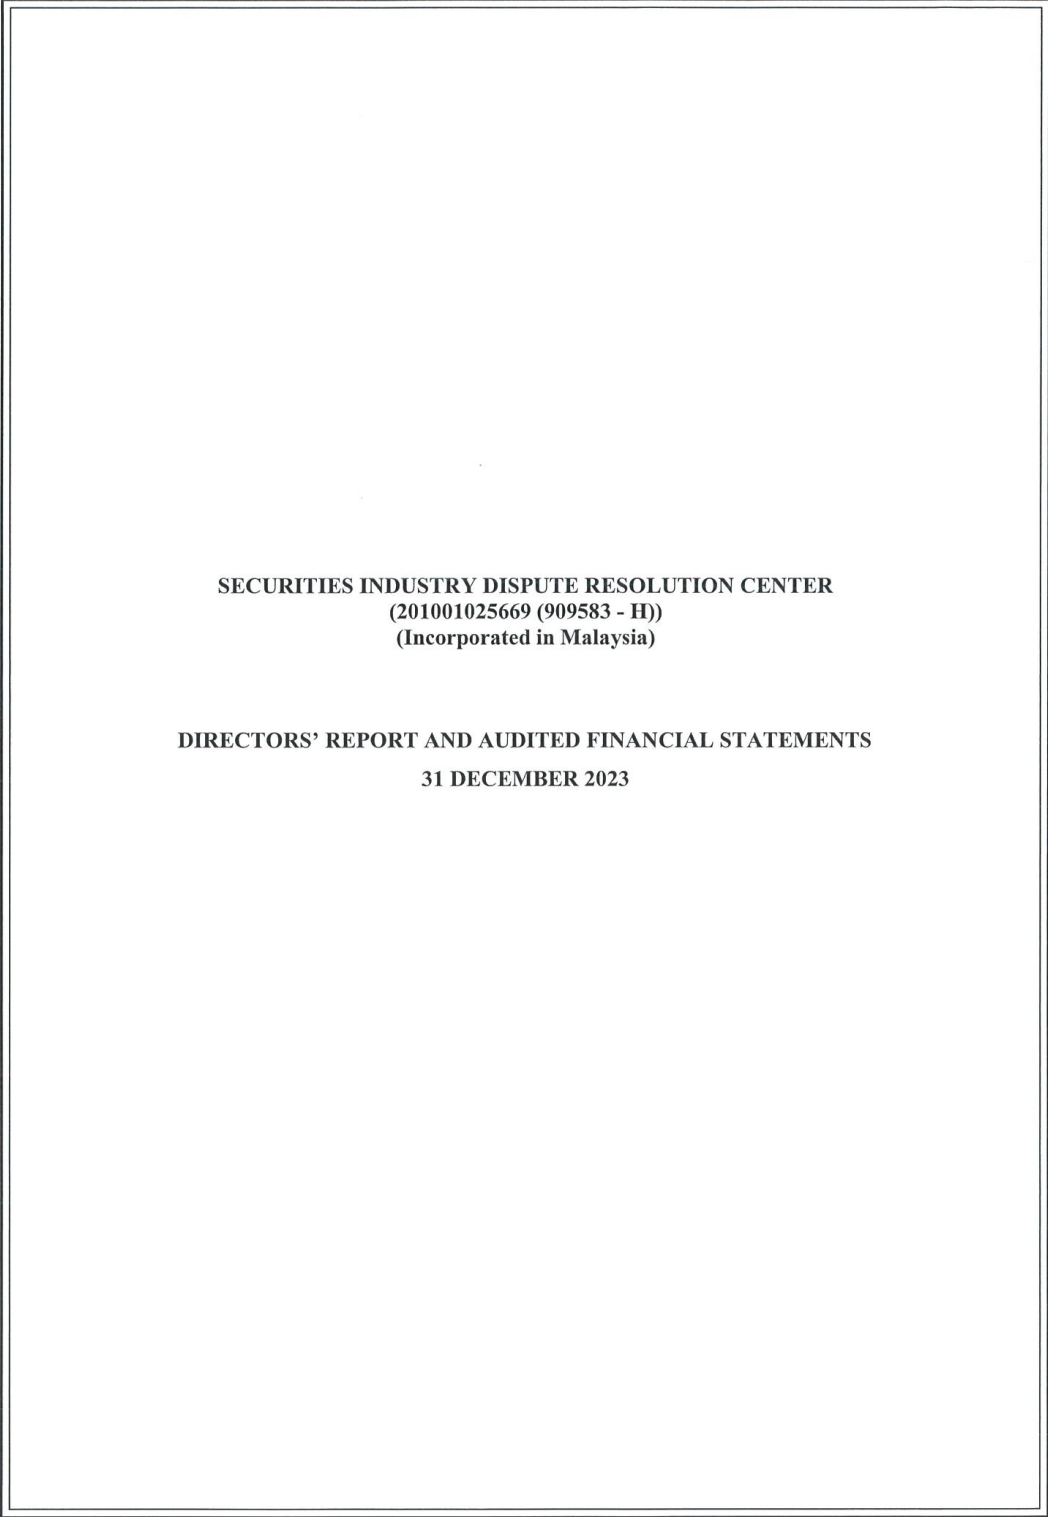 SECURITIES INDUSTRY DISPUTE RESOLUTION CENTER
(201001025669 (909583 - H))
(Incorporated in Malaysia)
DIRECTORS’ REPORT AND AUDITED FINANCIAL STATEMENTS
31 DECEMBER 2023